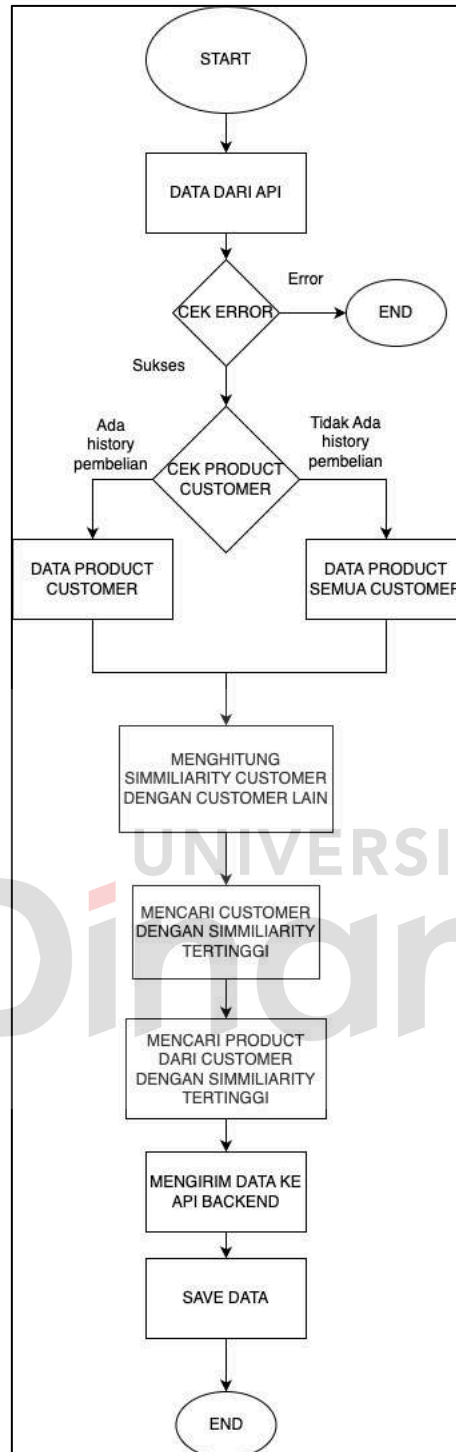 START
DATA DARI API
CEK ERROR
Error
END
Sukses
Ada
history
pembelian
CEK PRODUCT
CUSTOMER
Tidak Ada
history
pembelian
DATA PRODUCT
CUSTOMER
DATA PRODUCT
SEMUA CUSTOMER
MENGHITUNG
SIMMILIARITY CUSTOMER
DENGAN CUSTOMER LAIN
UNIVERSI
Dinar
MENCARI CUSTOMER
DENGAN SIMMILIARITY
TERTINGGI
MENCARI PRODUCT
DARI CUSTOMER
DENGAN SIMMILIARITY
TERTINGGI
MENGIRIM DATA KE
API BACKEND
SAVE DATA
END